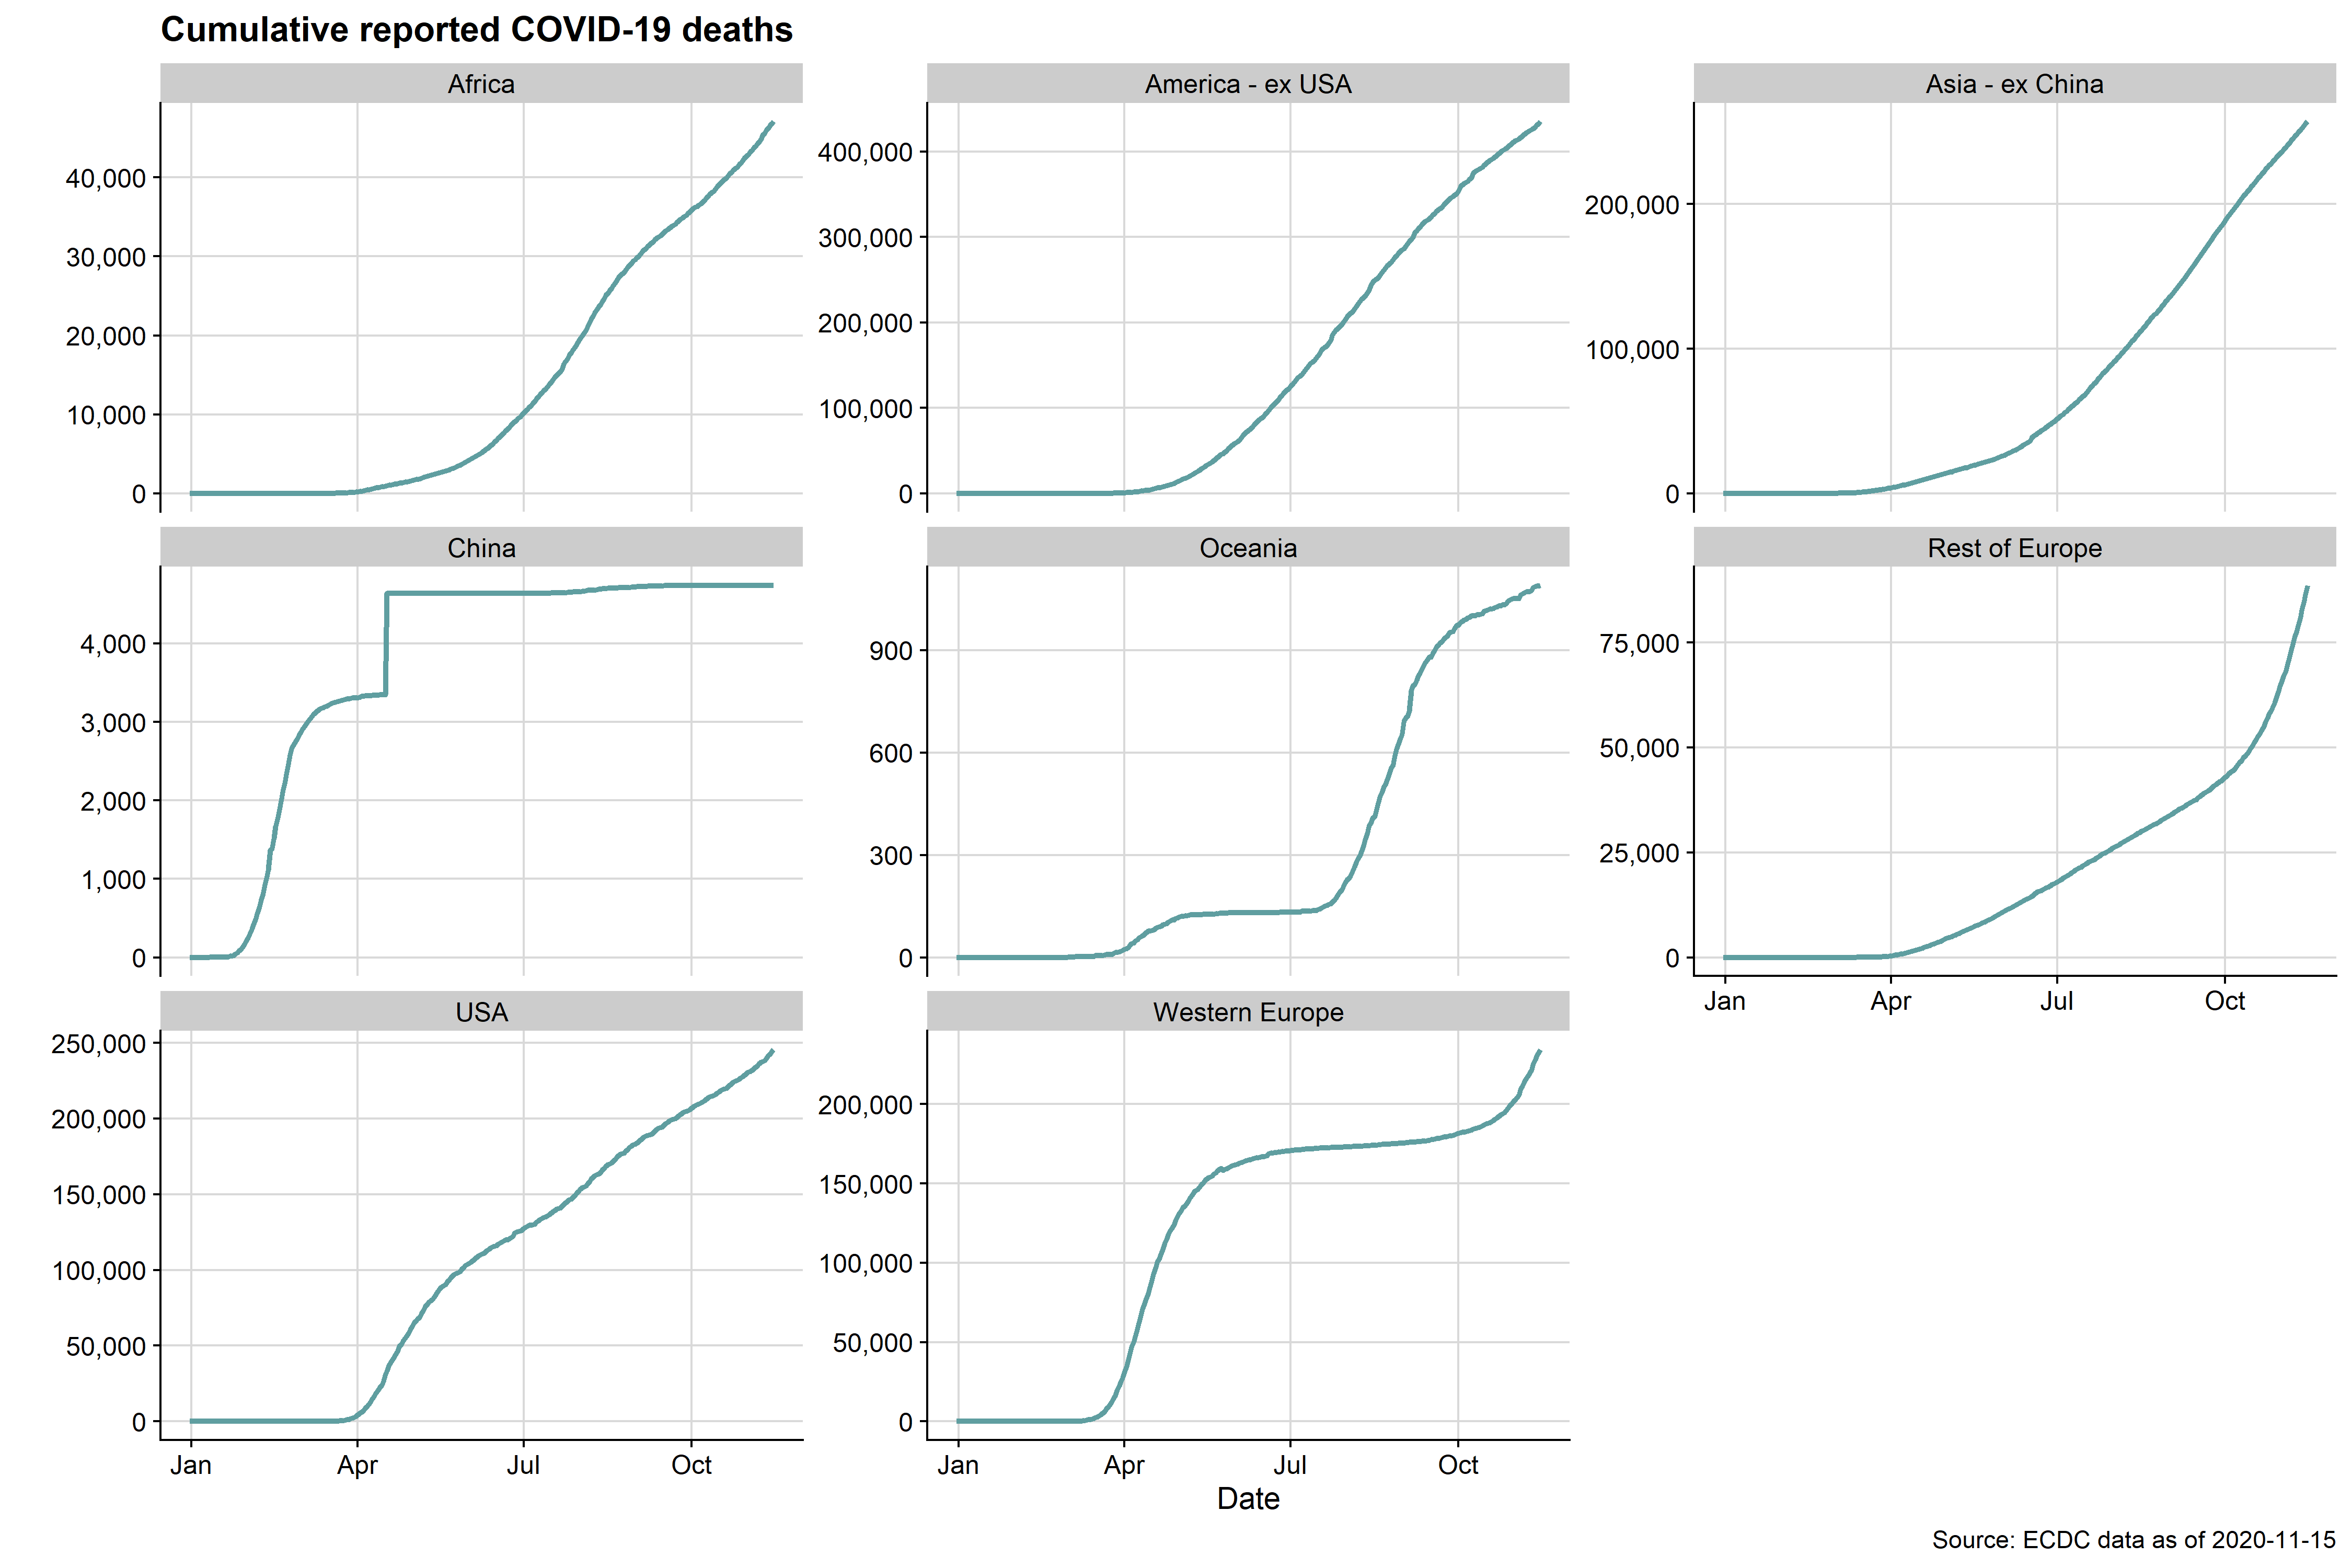 Cumulative reported COVID-19 deaths
Africa
America - ex USA
Asia - ex China
40,000
30,000
20,000
10,000
0
400,000
300,000
200,000
100,000
0
200,000
100,000
0
China
Oceania
Rest of Europe
4,000
3,000
2,000
1,000
0
900
600
300
0
75,000
50,000
25,000
0
Jan Apr Jul Oct
USA
Western Europe
250,000
200,000
150,000
100,000
50,000
0
200,000
150,000
100,000
50,000
0
Jan Apr Jul Oct
Jan Apr Jul Oct
Date
Source: ECDC data as of 2020-11-15